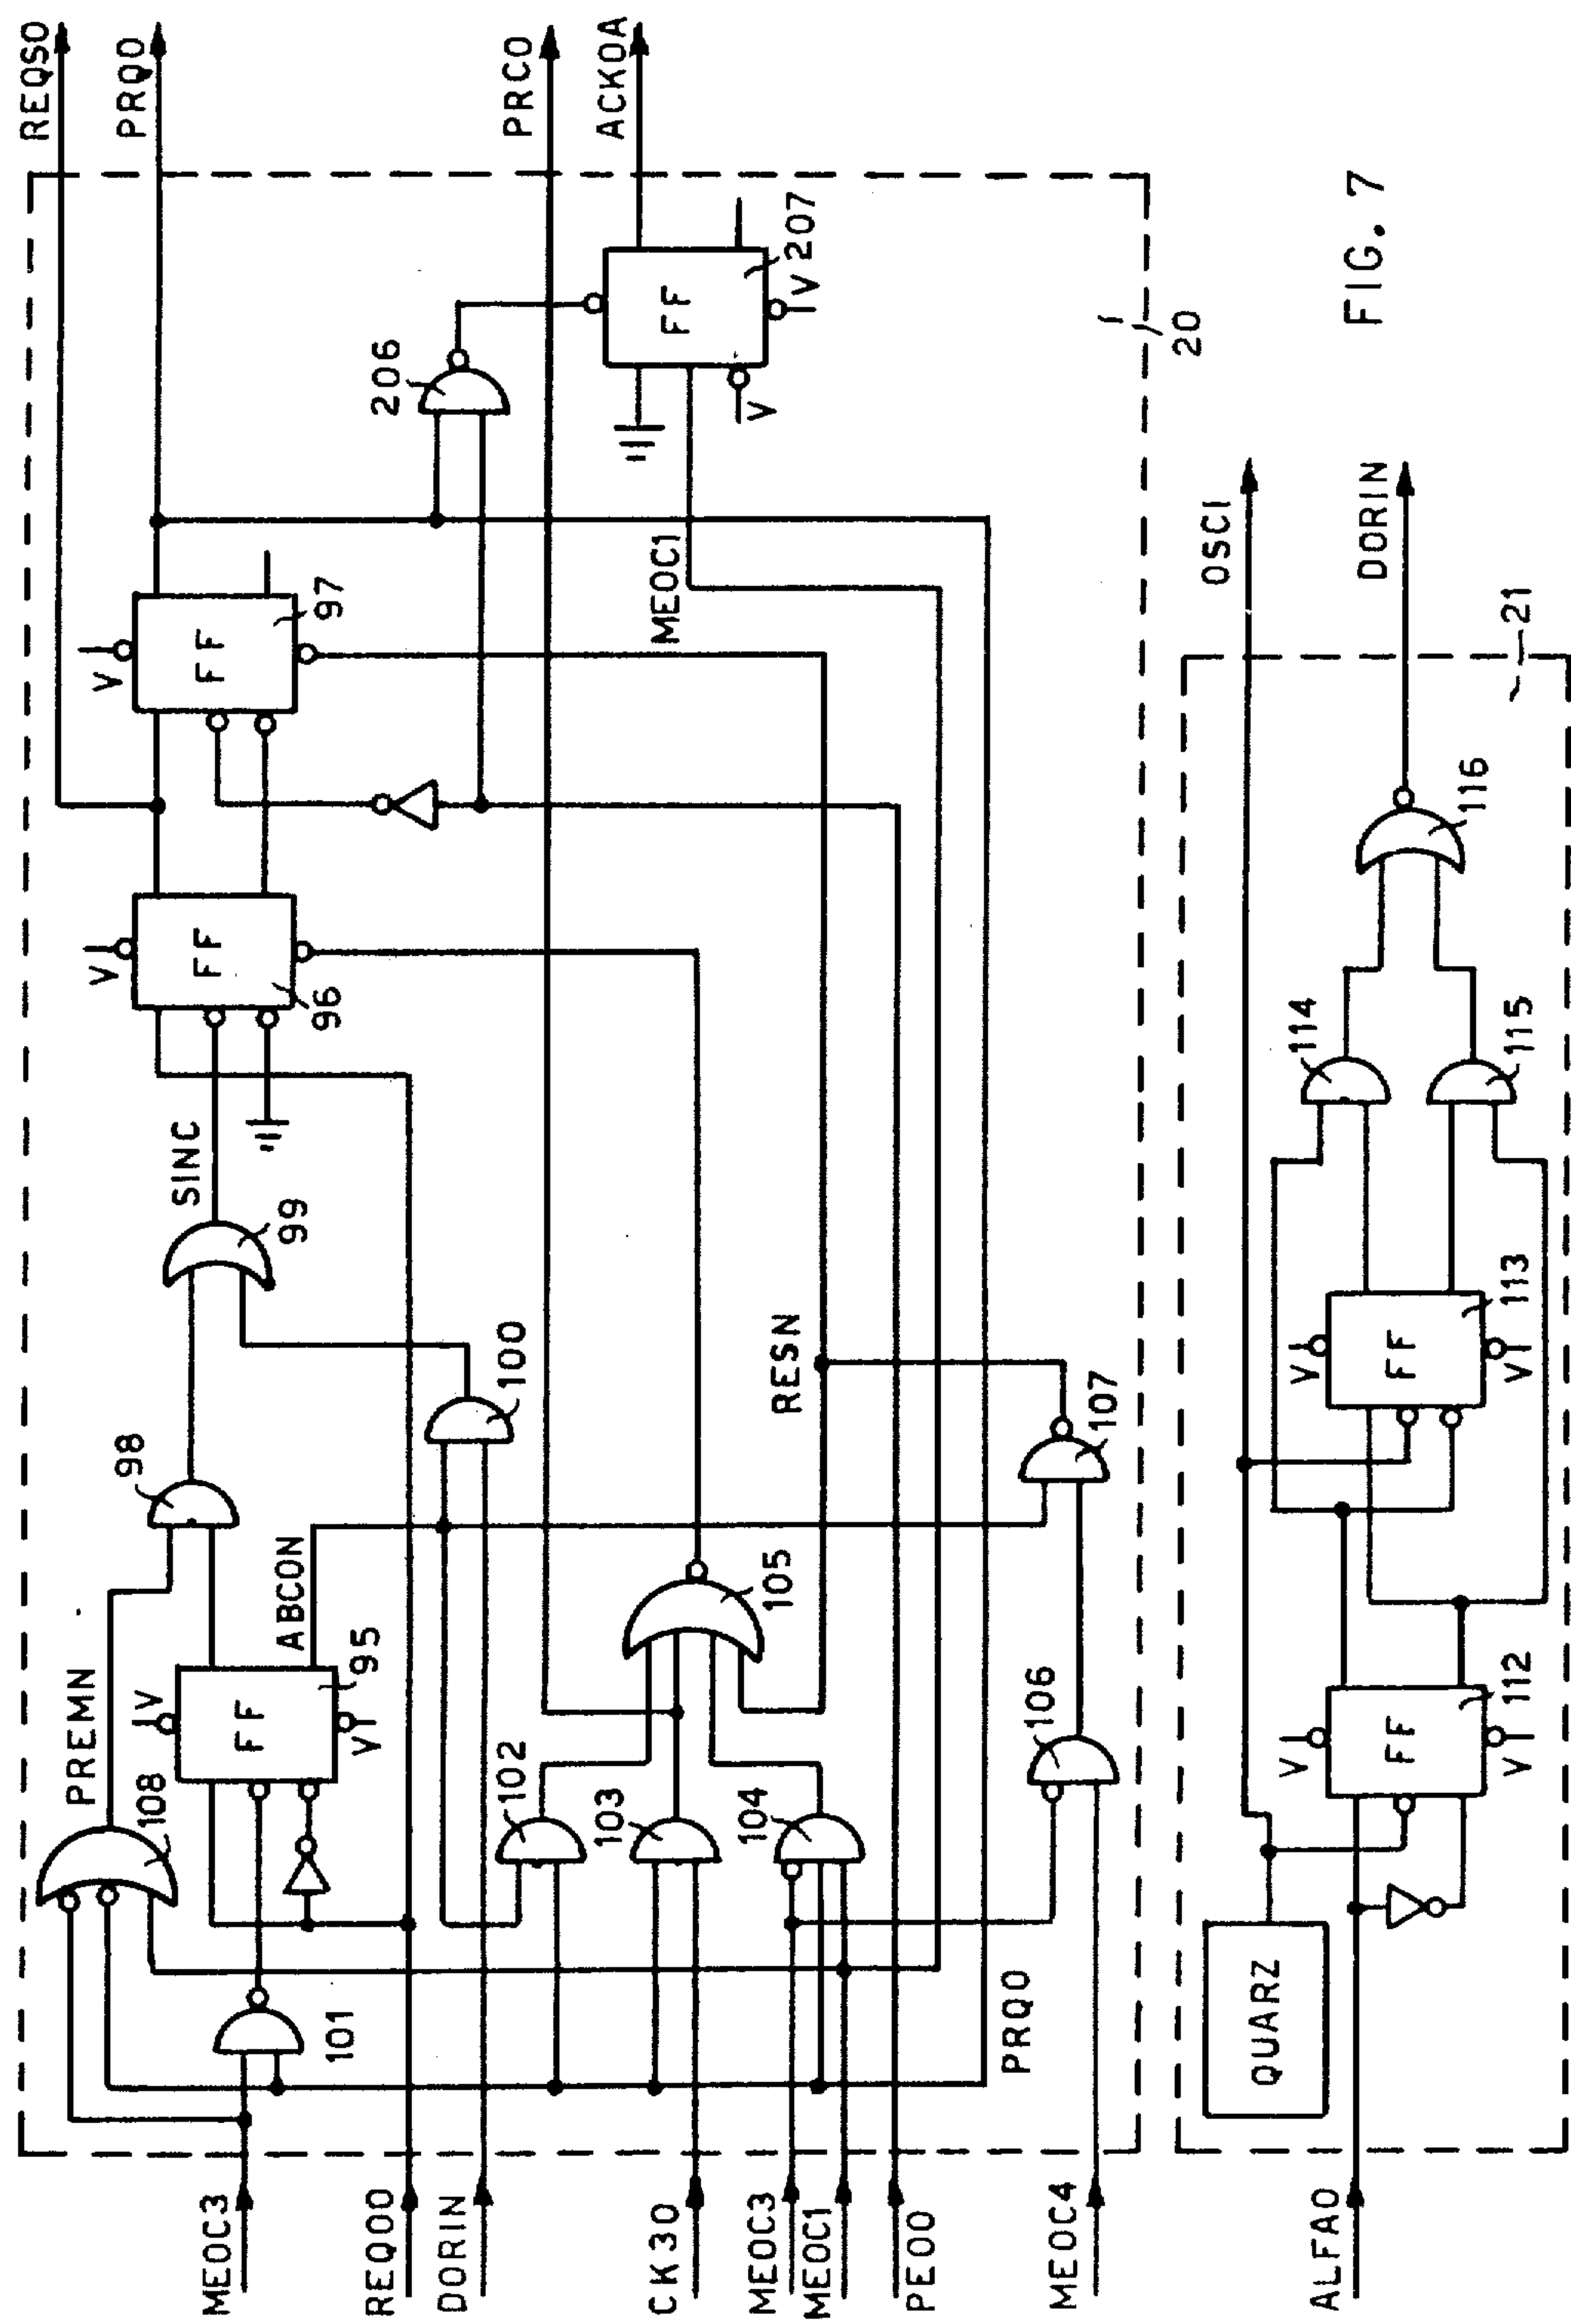 REQSO
PRQO
PRCO
ACKOA
207
FF
V
V
20
FIG. 7
206
97
FF
V
MEOC1
OSCI
DORIN
21
96
FF
V
116
SINC
99
114
115
98
100
RESN
107
113
FF
V
V
PREMN
ABCON
95
FF
V
V
105
108
102
103
104
106
112
FF
V
V
101
PRQO
QUARZ
MEOC3
REQOO
DORIN
CK30
MEOC3
MEOC1
PEOO
MEOC4
ALFAO